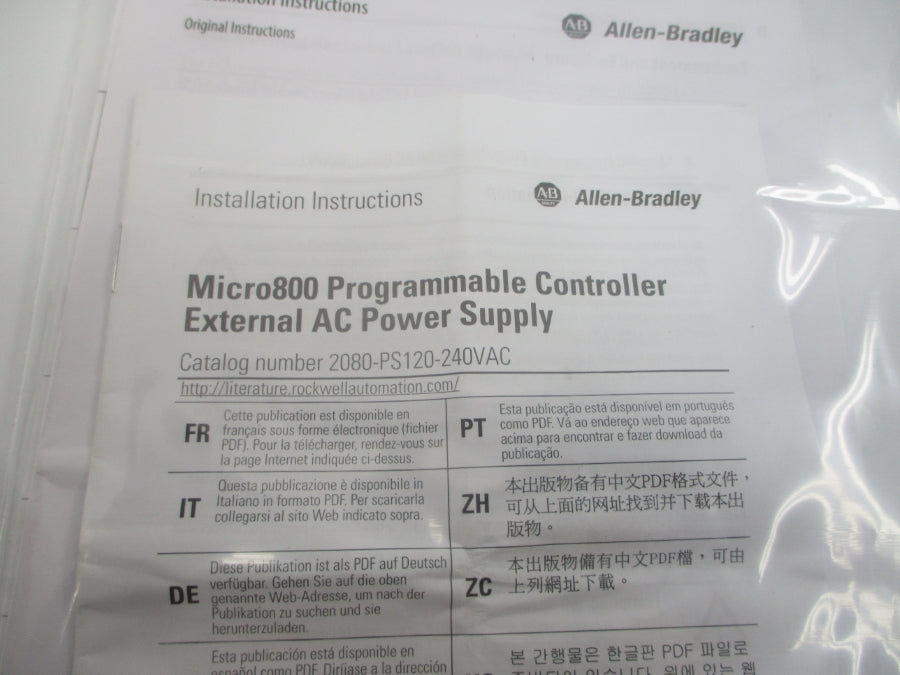 Instructions
Original Instructions
AB Allen-Bradley
Installation Instructions
AB Allen-Bradley
Micro800 Programmable Controller
External AC Power Supply
Catalog number 2080-PS120-240VAC
http://literature.rockwellautomation.com/
FR
Cette publication est disponible en
français sous forme électronique (fichier
PDF). Pour la télécharger, rendez-vous sur
la page Internet indiquée ci-dessus.
PT
Esta publicação está disponível em português
como PDF. Vá ao endereço web que aparece
acima para encontrar e fazer download da
publicação.
IT
Questa pubblicazione è disponibile in
Italiano in formato PDF. Per scaricarla
collegarsi al sito Web indicato sopra.
ZH
本出版物备有中文PDF格式文件，
可从上面的网址找到并下载本出
版物。
DE
Diese Publikation ist als PDF auf Deutsch
verfügbar. Gehen Sie auf die oben
genannte Web-Adresse, um nach der
Publikation zu suchen und sie
herunterzuladen.
ZC
本出版物備有中文PDF檔，可由
上列網址下載。
Esta publicación está disponible en
español como PDF. Diríjase a la dirección
본 간행물은 한글판 PDF 파일로